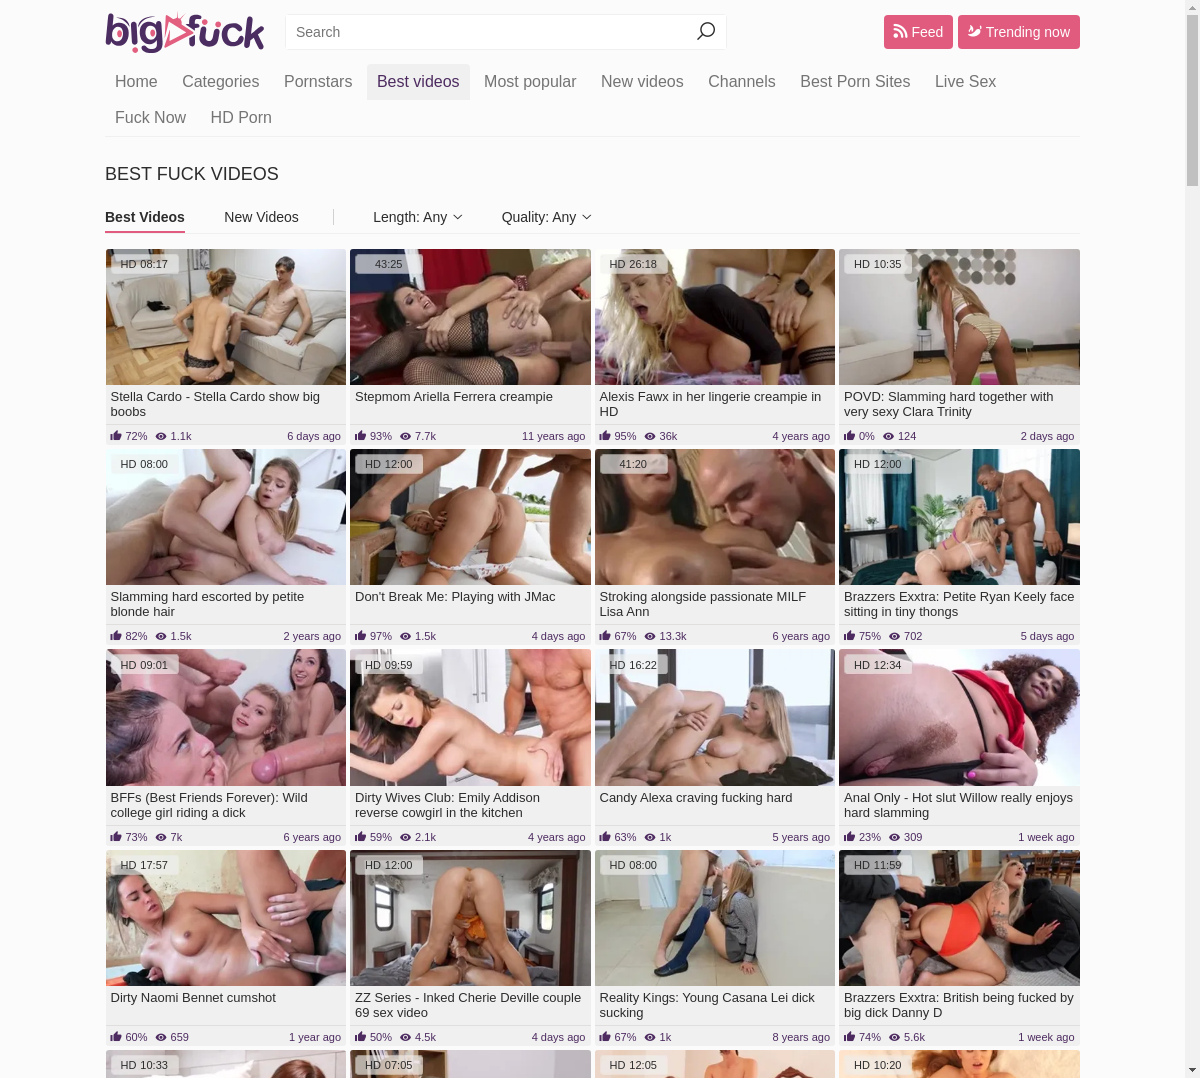 bigfuck
Search
Feed
Trending now
Home Categories Pornstars Best videos Most popular New videos Channels Best Porn Sites Live Sex
Fuck Now HD Porn
BEST FUCK VIDEOS
Best Videos New Videos Length: Any Quality: Any
HD 08:17
43:25
HD 26:18
HD 10:35
Stella Cardo - Stella Cardo show big
boobs
72% 1.1k 6 days ago
Stepmom Ariella Ferrera creampie
93% 7.7k 11 years ago
Alexis Fawx in her lingerie creampie in
HD
95% 36k 4 years ago
POVD: Slamming hard together with
very sexy Clara Trinity
0% 124 2 days ago
HD 08:00
HD 12:00
41:20
HD 12:00
Slamming hard escorted by petite
blonde hair
82% 1.5k 2 years ago
Don't Break Me: Playing with JMac
97% 1.5k 4 days ago
Stroking alongside passionate MILF
Lisa Ann
67% 13.3k 6 years ago
Brazzers Exxtra: Petite Ryan Keely face
sitting in tiny thongs
75% 702 5 days ago
HD 09:01
HD 09:59
HD 16:22
HD 12:34
BFFs (Best Friends Forever): Wild
college girl riding a dick
73% 7k 6 years ago
Dirty Wives Club: Emily Addison
reverse cowgirl in the kitchen
59% 2.1k 4 years ago
Candy Alexa craving fucking hard
63% 1k 5 years ago
Anal Only - Hot slut Willow really enjoys
hard slamming
23% 309 1 week ago
HD 17:57
HD 12:00
HD 08:00
HD 11:59
Dirty Naomi Bennet cumshot
60% 659 1 year ago
ZZ Series - Inked Cherie Deville couple
69 sex video
50% 4.5k 4 days ago
Reality Kings: Young Casana Lei dick
sucking
67% 1k 8 years ago
Brazzers Exxtra: British being fucked by
big dick Danny D
74% 5.6k 1 week ago
HD 10:33
HD 07:05
HD 12:05
HD 10:20